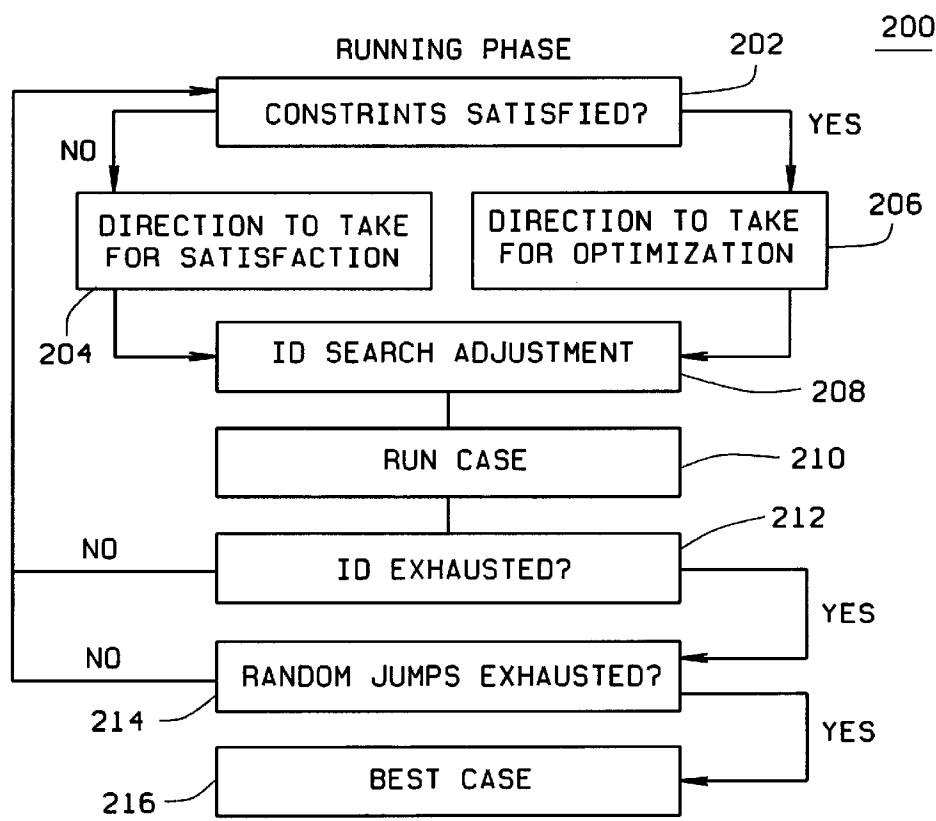 200
RUNNING PHASE
202
CONSTRINTS SATISFIED?
NO
YES
DIRECTION TO TAKE
FOR SATISFACTION
DIRECTION TO TAKE
FOR OPTIMIZATION
206
204
ID SEARCH ADJUSTMENT
208
RUN CASE
210
212
NO
ID EXHAUSTED?
YES
NO
RANDOM JUMPS EXHAUSTED?
214
YES
BEST CASE
216